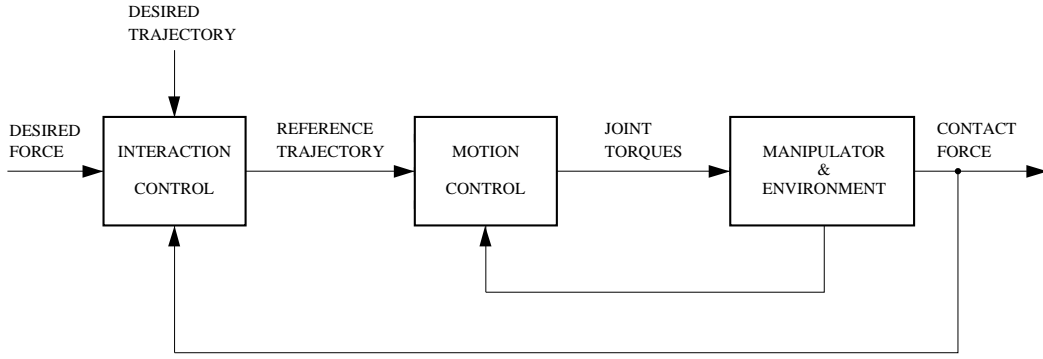 DESIRED
TRAJECTORY
DESIRED
FORCE
INTERACTION
CONTROL
REFERENCE
TRAJECTORY
MOTION
CONTROL
JOINT
TORQUES
MANIPULATOR
&
ENVIRONMENT
CONTACT
FORCE